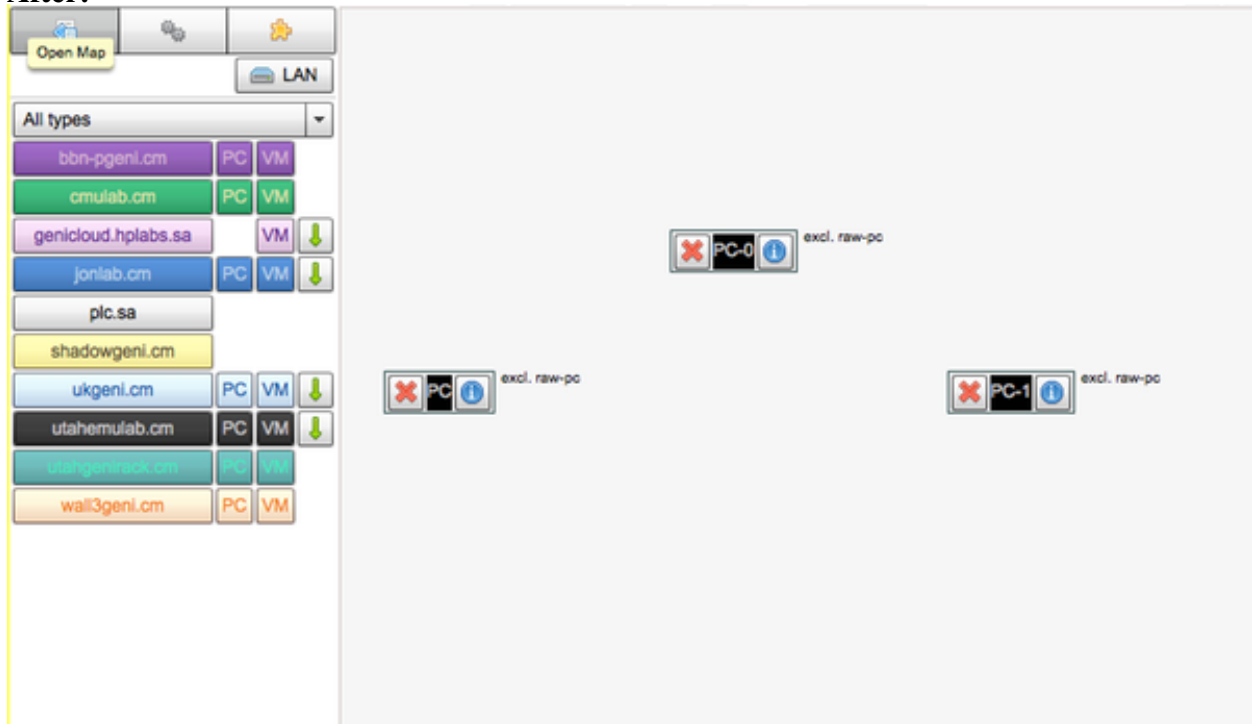 After:
Open Map
LAN
All types
bbn-pgeni.cm PC VM
cmulab.cm PC VM
genicloud.hplabs.sa VM
jonlab.cm PC VM
plc.sa
shadowgeni.cm
ukgeni.cm PC VM
utahemulab.cm PC VM
utahgenirack.cm PC VM
wall3geni.cm PC VM
PC-0 excl. raw-pc
PC excl. raw-pc
PC-1 excl. raw-pc